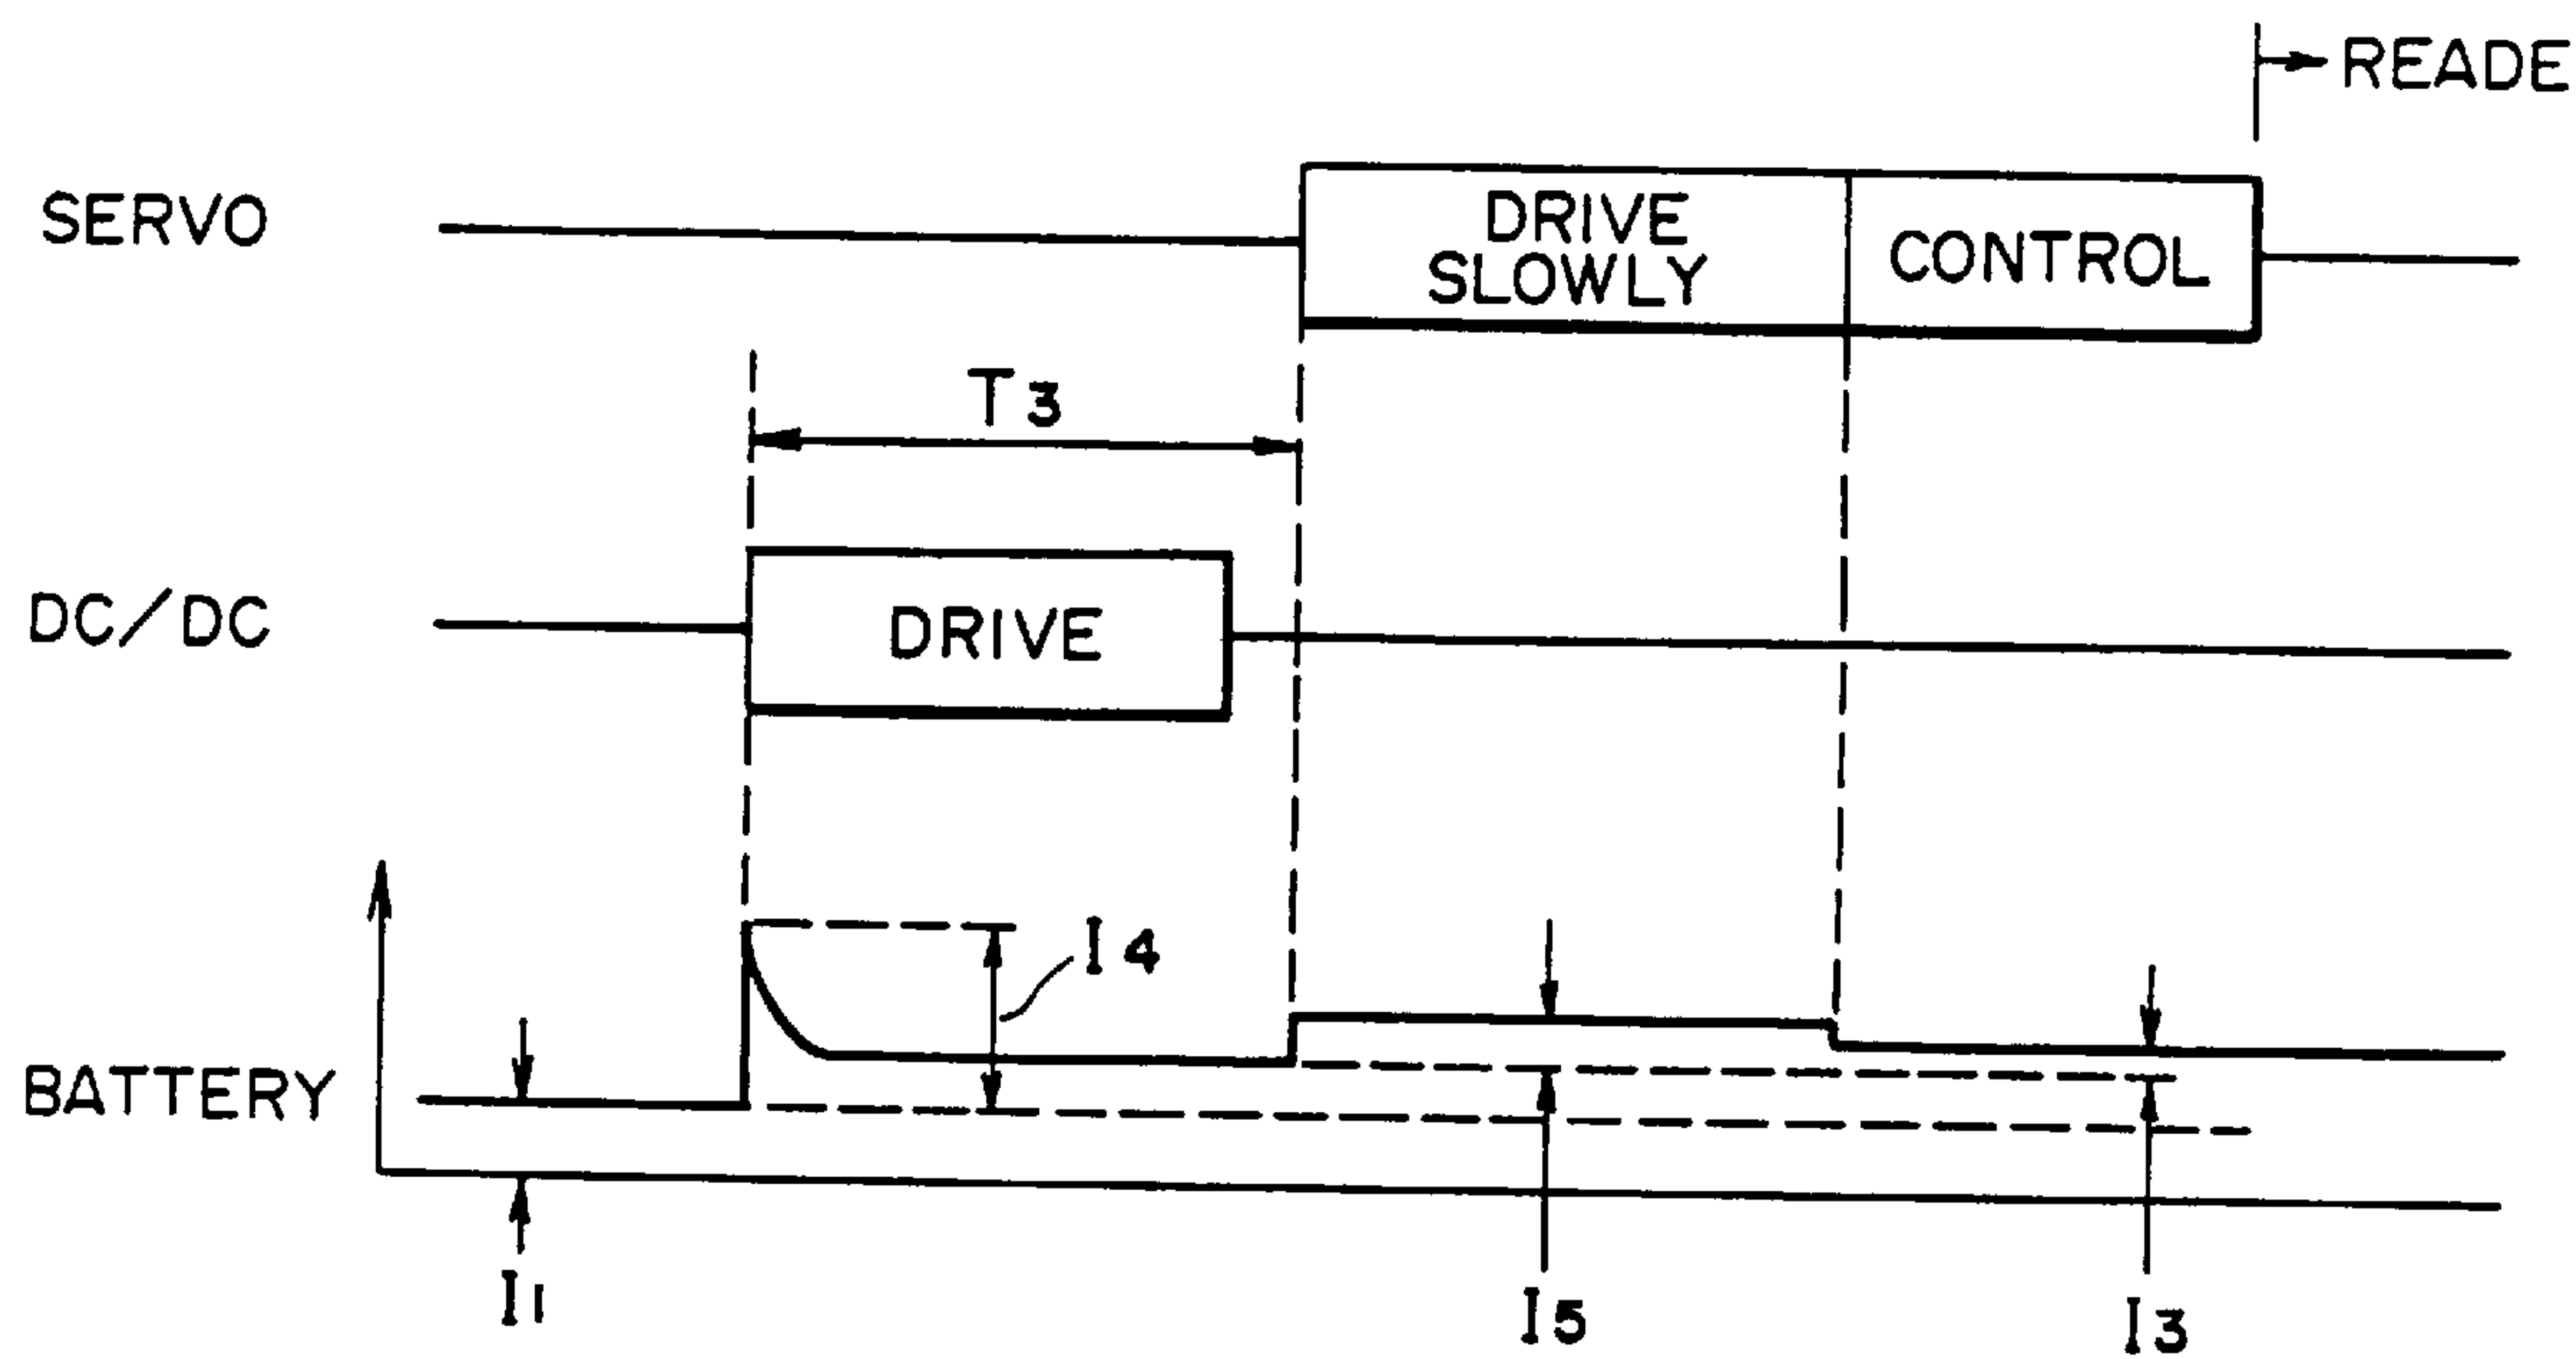 READE
SERVO
DRIVE
SLOWLY
CONTROL
T3
DC/DC
DRIVE
I4
BATTERY
I1
I5
I3